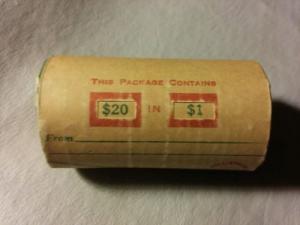 THIS PACKAGE CONTAINS
$20 IN $1
From